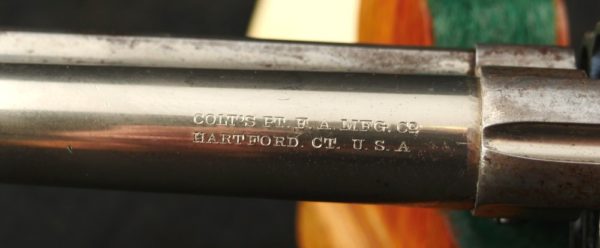 COLT'S PT. F. A. MFG. Co
HARTFORD. CT. U. S. A